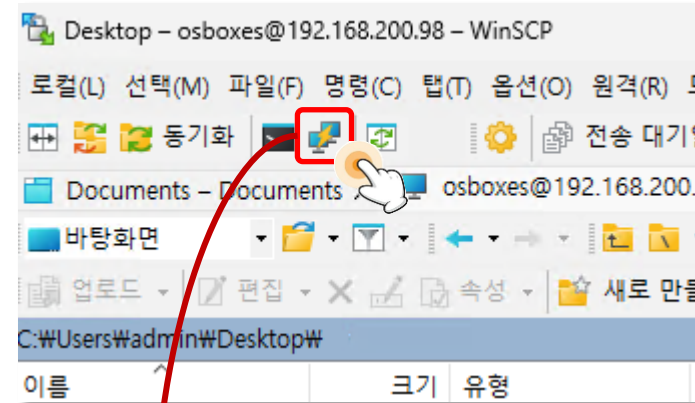 Desktop – osboxes@192.168.200.98 – WinSCP
로컬(L) 선택(M) 파일(F) 명령(C) 탭(T) 옵션(O) 원격(R)
동기화 전송 대기
Documents – Documents osboxes@192.168.200.
바탕화면
업로드 편집 속성 새로 만들
C:₩Users₩admin₩Desktop₩
이름 크기 유형